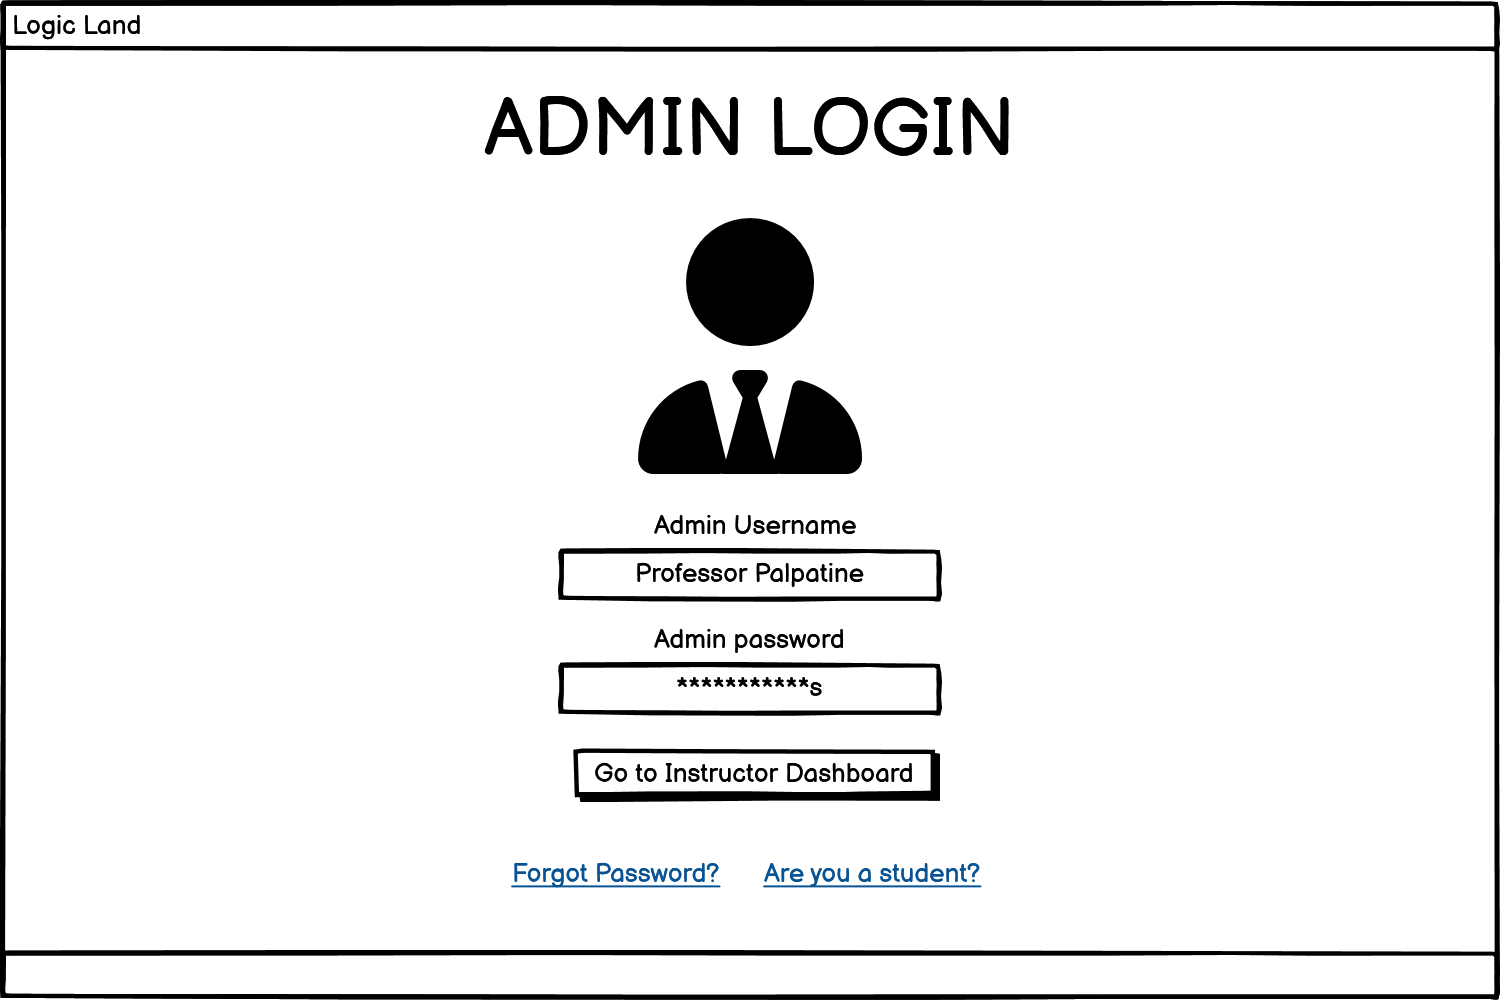 Logic Land
ADMIN LOGIN
Admin Username
Professor Palpatine
Admin password
***********s
Go to Instructor Dashboard
Forgot Password? Are you a student?